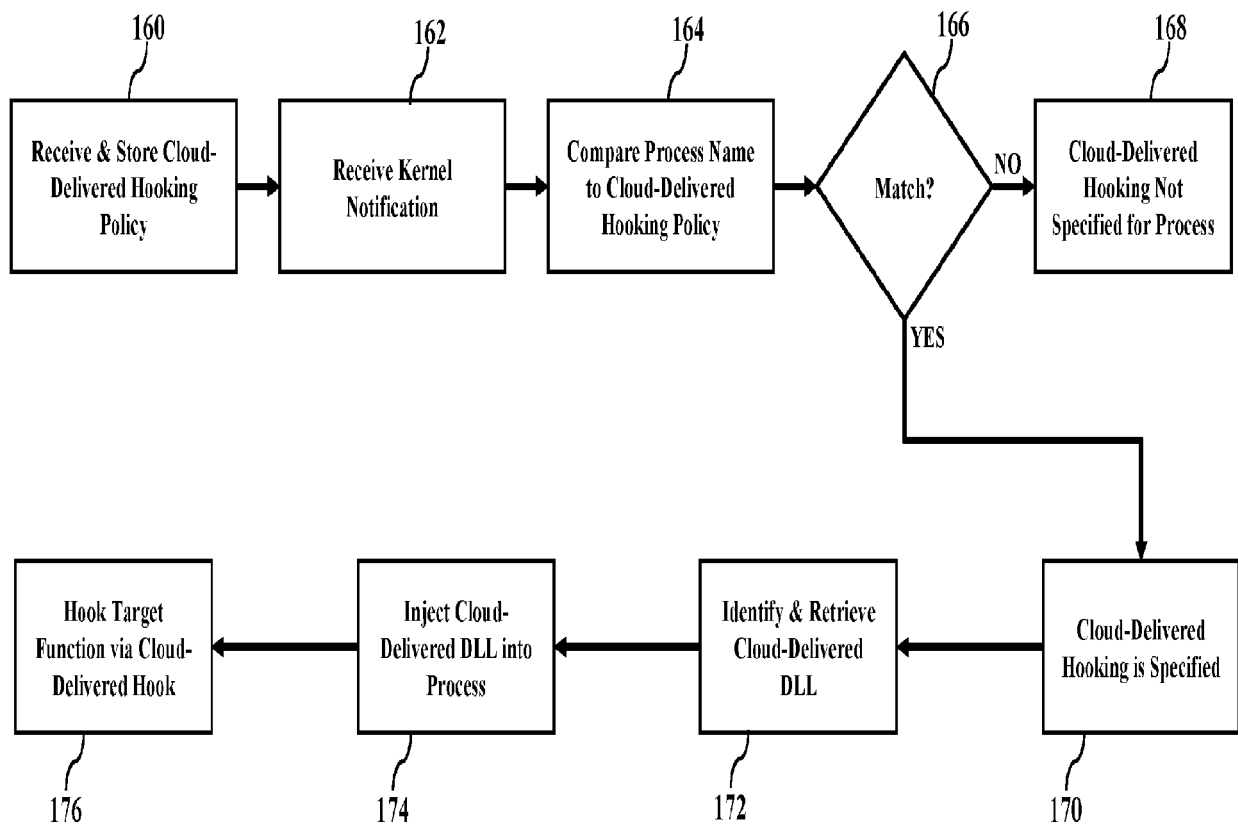 160
162
164
166
168
Receive & Store Cloud-
Delivered Hooking
Policy
Receive Kernel
Notification
Compare Process Name
to Cloud-Delivered
Hooking Policy
Match?
NO
Cloud-Delivered
Hooking Not
Specified for Process
YES
Hook Target
Function via Cloud-
Delivered Hook
Inject Cloud-
Delivered DLL into
Process
Identify & Retrieve
Cloud-Delivered
DLL
Cloud-Delivered
Hooking is Specified
176
174
172
170